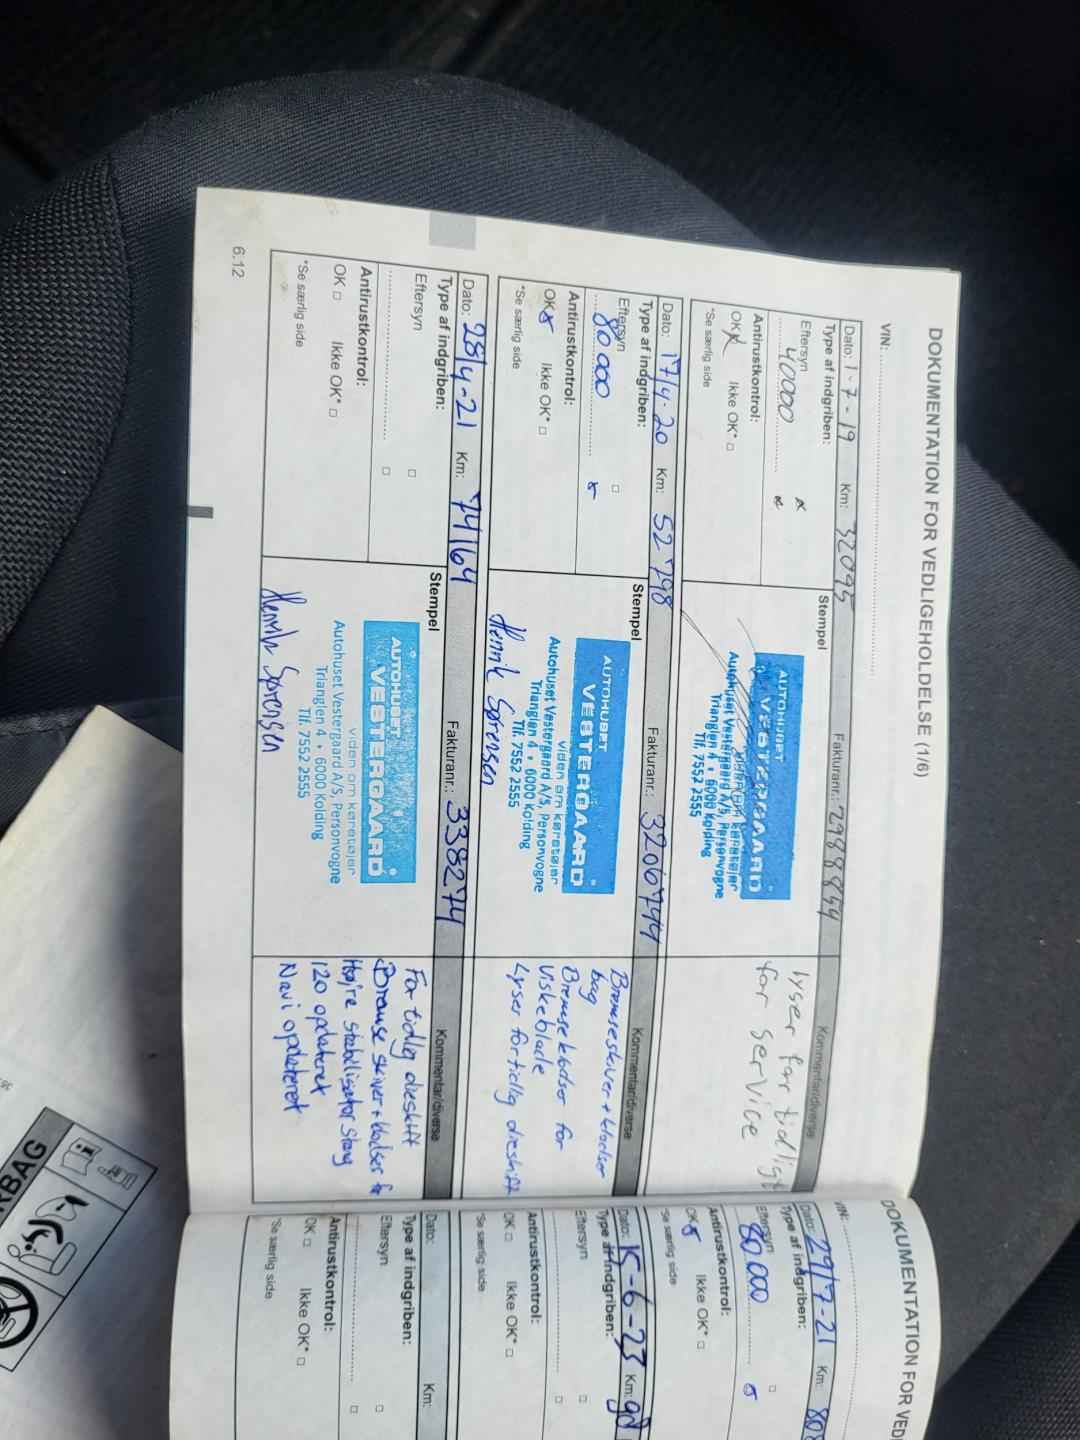 DOKUMENTATION FOR VEDLIGEHOLDELSE (1/6)
VIN:
Dato: 1-7-19 Km: 32095 Fakturanr.: 2988854
Type af indgriben:
Eftersyn
40000
Antirustkontrol:
OK Ikke OK*
*Se særlig side
Stempel
AUTOHUSET
VESTERGAARD
viden om køretøjer
Autohuset Vestergaard A/S, Personvogne
Trianglen 4 • 6000 Kolding
Tlf. 7552 2555
Kommentar/diverse
lyser for tidligt
for service
Dato: 17/4-20 Km: 52798 Fakturanr.: 3206744
Type af indgriben:
Eftersyn
80000
Antirustkontrol:
OK Ikke OK*
*Se særlig side
Stempel
AUTOHUSET
VESTERGAARD
viden om køretøjer
Autohuset Vestergaard A/S, Personvogne
Trianglen 4 • 6000 Kolding
Tlf. 7552 2555
Henrik Sørensen
Kommentar/diverse
Bremseskiver + klodser
bag
Bremseklodser for
Viskeblade
Lyser for tidlig olieskift
Dato: 28/4-21 Km: 74164 Fakturanr.: 338274
Type af indgriben:
Eftersyn
Antirustkontrol:
OK Ikke OK*
*Se særlig side
Stempel
AUTOHUSET
VESTERGAARD
viden om køretøjer
Autohuset Vestergaard A/S, Personvogne
Trianglen 4 • 6000 Kolding
Tlf. 7552 2555
Henrik Sørensen
Kommentar/diverse
For tidlig olieskift
Bremse skiver + klodser
Højre stabilisator stang
120 opdateret
Navi opdateret
6.12
DOKUMENTATION FOR VED
VIN:
Dato: 29/7-21 Km: 808
Type af indgriben:
Eftersyn
80.000
Antirustkontrol:
OK Ikke OK*
*Se særlig side
Dato: 15-6-23 Km:
Type af indgriben:
Eftersyn
Antirustkontrol:
OK Ikke OK*
*Se særlig side
Dato: Km:
Type af indgriben:
Eftersyn
Antirustkontrol:
OK Ikke OK*
*Se særlig side
RBAG